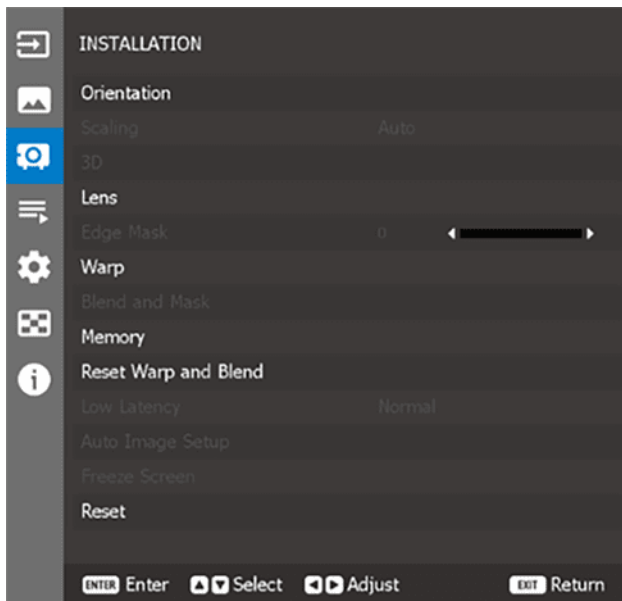 INSTALLATION
Orientation
Scaling Auto
3D
Lens
Edge Mask 0
Warp
Blend and Mask
Memory
Reset Warp and Blend
Low Latency Normal
Auto Image Setup
Freeze Screen
Reset
ENTER Enter Select Adjust EXIT Return